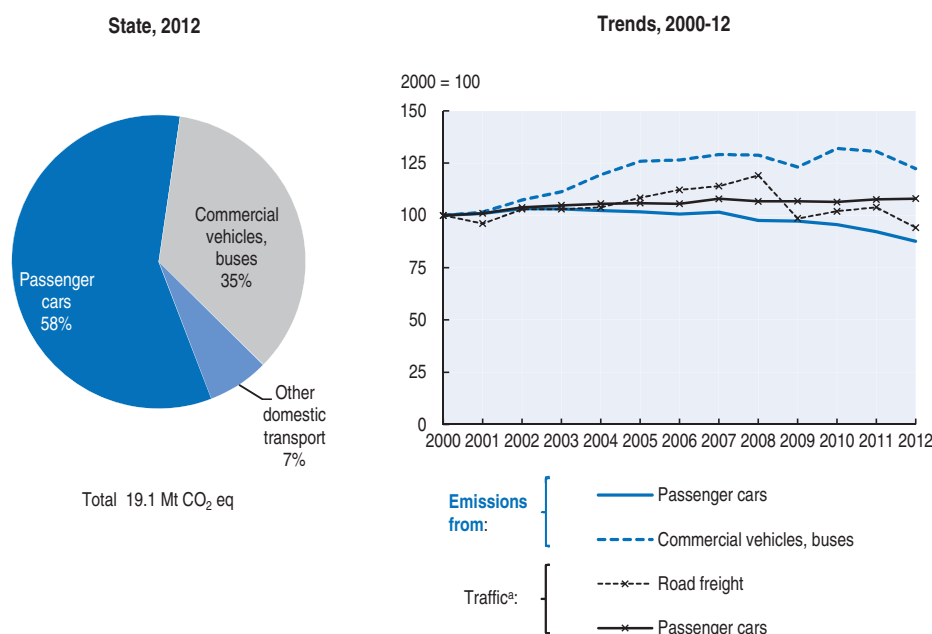 State, 2012
Passenger
cars
58%
Commercial
vehicles,
buses
35%
Other
domestic
transport
7%
Total 19.1 Mt CO₂ eq
Trends, 2000-12
2000 = 100
150
125
100
75
50
25
0
2000 2001 2002 2003 2004 2005 2006 2007 2008 2009 2010 2011 2012
Emissions
from:
Passenger cars
Commercial vehicles, buses
Trafficᵃ:
Road freight
Passenger cars